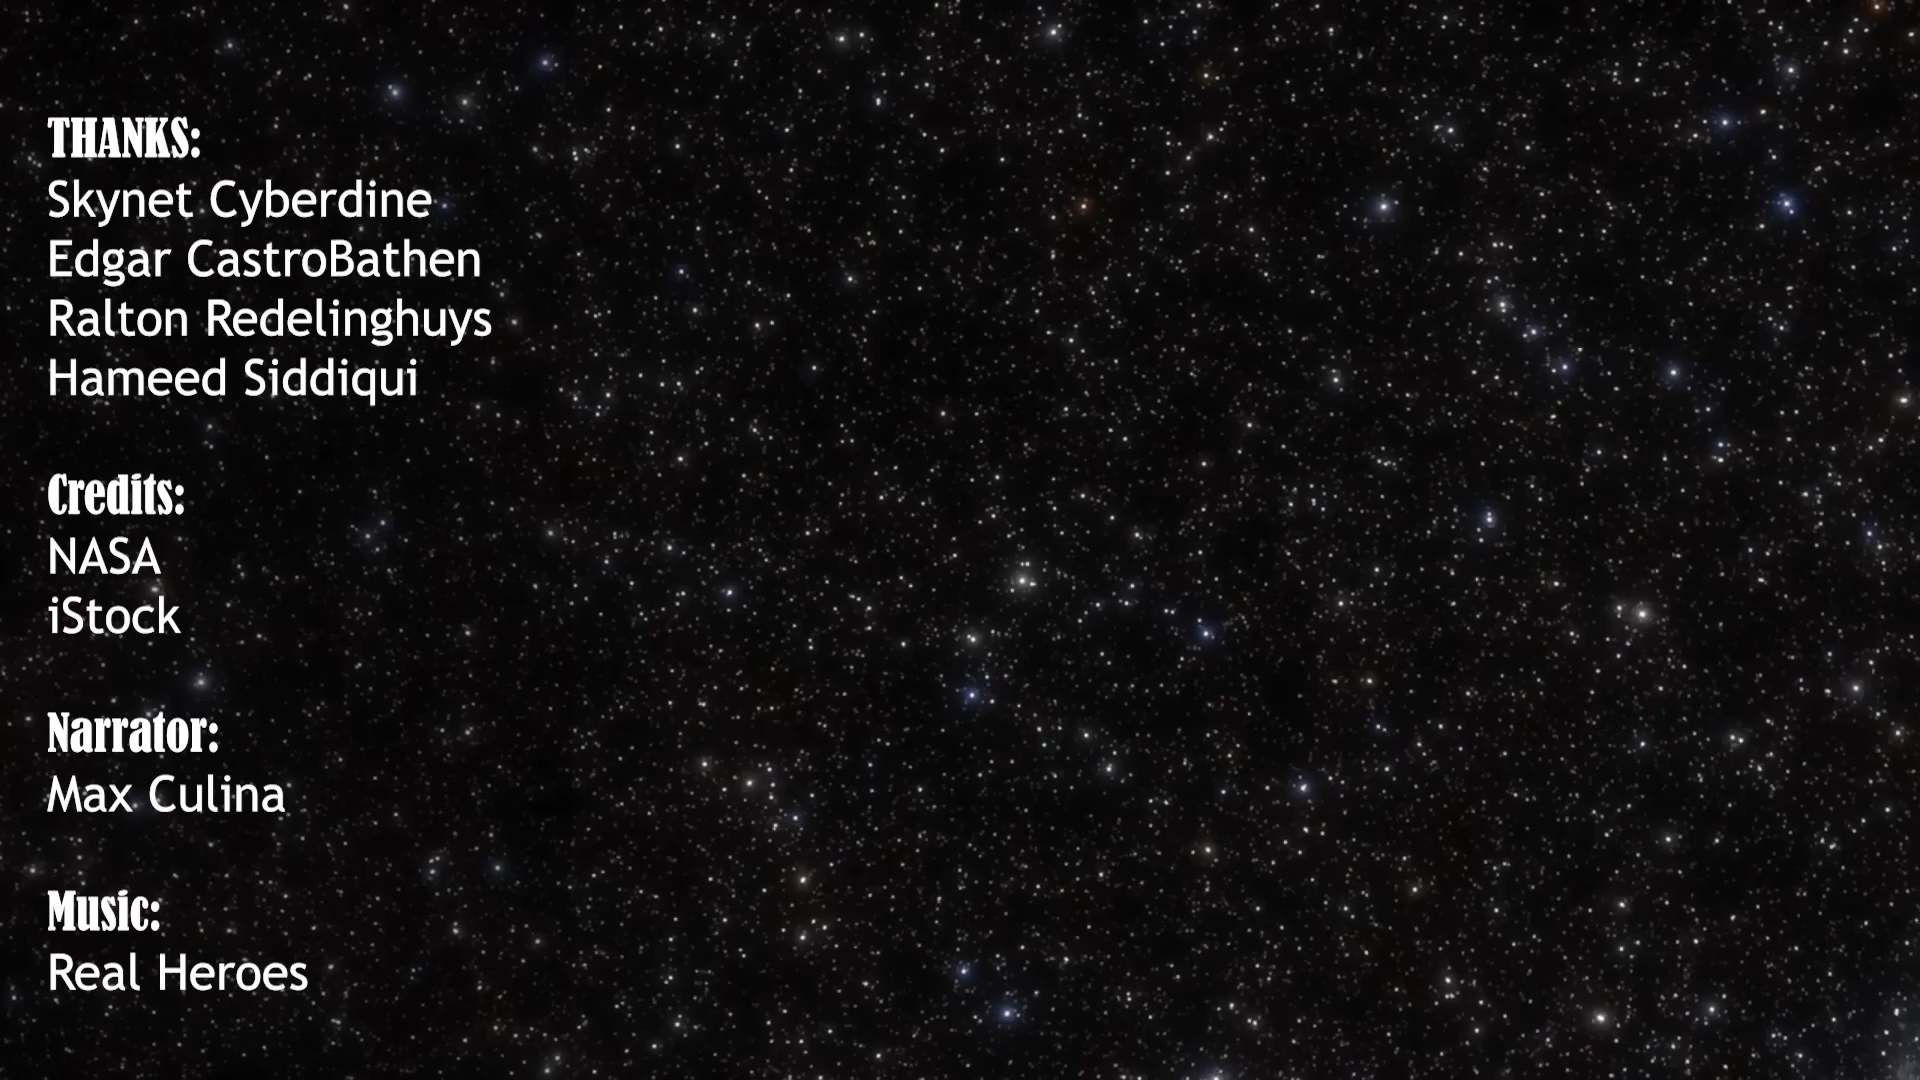 THANKS:
Skynet Cyberdine
Edgar CastroBathen
Ralton Redelinghuys
Hameed Siddiqui
Credits:
NASA
iStock
Narrator:
Max Culina
Music:
Real Heroes